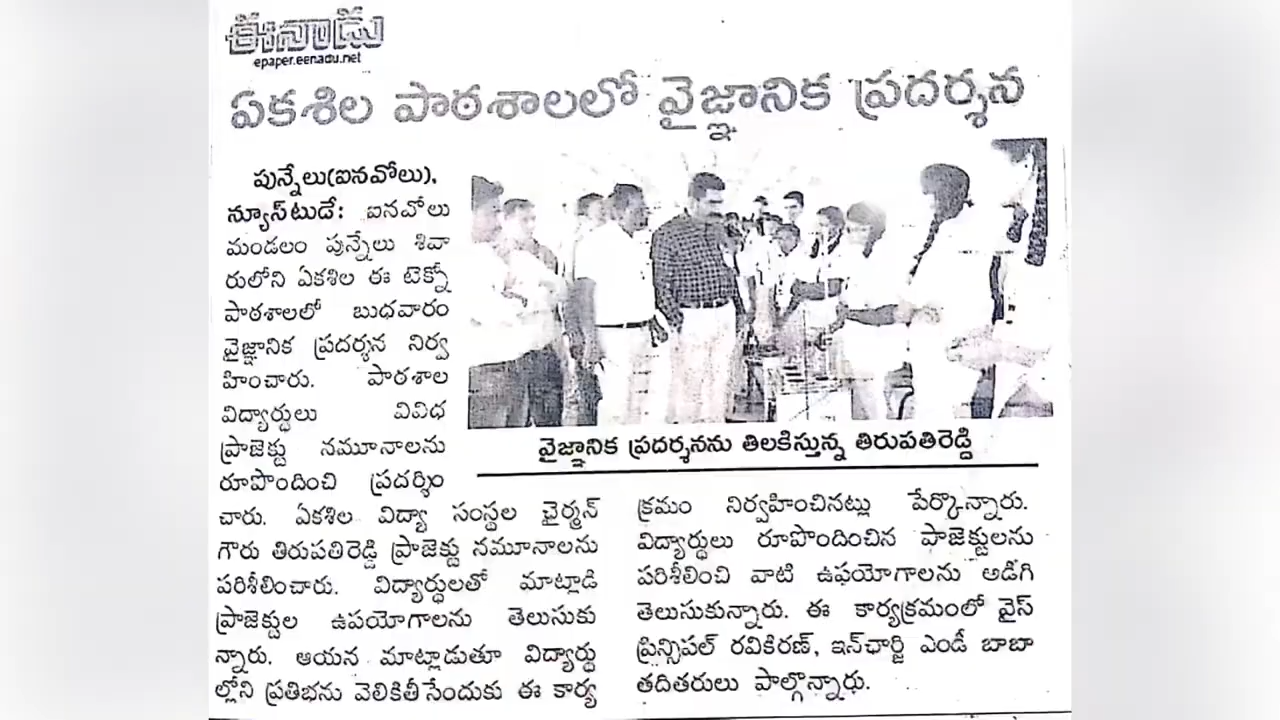 ఈనాడు
epaper.eenadu.net
ఏకశిల పాఠశాలలో వైజ్ఞానిక ప్రదర్శన
పున్నేలు(ఐనవోలు),
న్యూస్‌టుడే: ఐనవోలు
మండలం పున్నేలు శివా
రులోని ఏకశిల ఈ టెక్నో
పాఠశాలలో బుధవారం
వైజ్ఞానిక ప్రదర్శన నిర్వ
హించారు. పాఠశాల
విద్యార్థులు వివిధ
ప్రాజెక్టు నమూనాలను
రూపొందించి ప్రదర్శిం
చారు. ఏకశిల విద్యా సంస్థల ఛైర్మన్
గౌరు తిరుపతిరెడ్డి ప్రాజెక్టు నమూనాలను
పరిశీలించారు. విద్యార్థులతో మాట్లాడి
ప్రాజెక్టుల ఉపయోగాలను తెలుసుకు
న్నారు. ఆయన మాట్లాడుతూ విద్యార్థు
ల్లోని ప్రతిభను వెలికితీసేందుకు ఈ కార్య
వైజ్ఞానిక ప్రదర్శనను తిలకిస్తున్న తిరుపతిరెడ్డి
క్రమం నిర్వహించినట్లు పేర్కొన్నారు.
విద్యార్థులు రూపొందించిన ప్రాజెక్టులను
పరిశీలించి వాటి ఉపయోగాలను అడిగి
తెలుసుకున్నారు. ఈ కార్యక్రమంలో వైస్
ప్రిన్సిపల్ రవికిరణ్, ఇన్‌ఛార్జి ఎండీ బాబా
తదితరులు పాల్గొన్నారు.